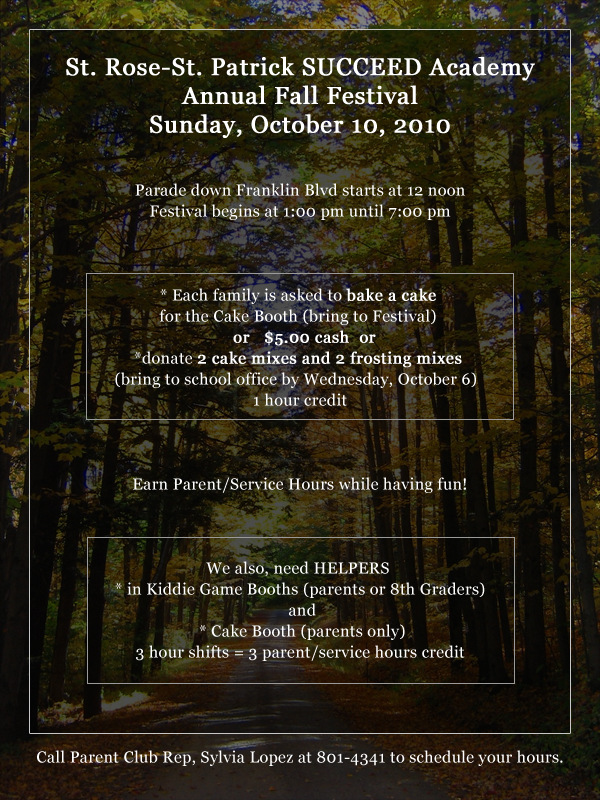 St. Rose-St. Patrick SUCCEED Academy
Annual Fall Festival
Sunday, October 10, 2010
Parade down Franklin Blvd starts at 12 noon
Festival begins at 1:00 pm until 7:00 pm
* Each family is asked to bake a cake
for the Cake Booth (bring to Festival)
or $5.00 cash or
*donate 2 cake mixes and 2 frosting mixes
(bring to school office by Wednesday, October 6)
1 hour credit
Earn Parent/Service Hours while having fun!
We also, need HELPERS
* in Kiddie Game Booths (parents or 8th Graders)
and
* Cake Booth (parents only)
3 hour shifts = 3 parent/service hours credit
Call Parent Club Rep, Sylvia Lopez at 801-4341 to schedule your hours.